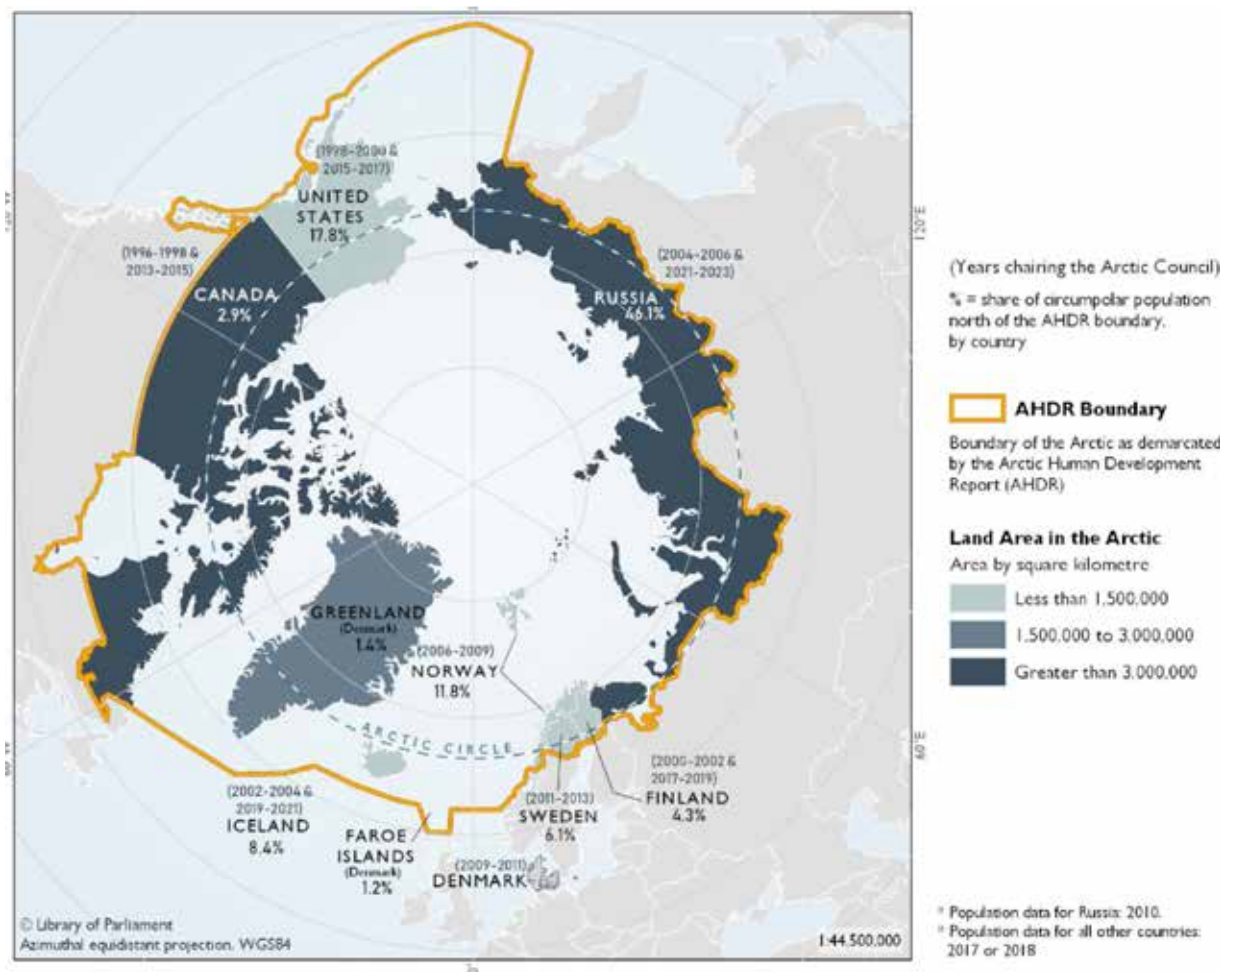 (1998-2000 &
2015-2017)
UNITED
STATES
17.8%
(1996-1998 &
2013-2015)
CANADA
2.9%
(2004-2006 &
2021-2023)
RUSSIA
46.1%
120°E
GREENLAND
(Denmark)
1.4%
(2006-2009)
NORWAY
11.8%
ARCTIC CIRCLE
60°E
(2002-2004 &
2019-2021)
ICELAND
8.4%
FAROE
ISLANDS
(Denmark)
1.2%
(2011-2013)
SWEDEN
6.1%
(2000-2002 &
2017-2019)
FINLAND
4.3%
(2009-2011)
DENMARK
© Library of Parliament
Azimuthal equidistant projection. WGS84
1:44.500.000
(Years chairing the Arctic Council)
% = share of circumpolar population
north of the AHDR boundary,
by country
AHDR Boundary
Boundary of the Arctic as demarcated
by the Arctic Human Development
Report (AHDR)
Land Area in the Arctic
Area by square kilometre
Less than 1.500,000
1.500,000 to 3,000,000
Greater than 3,000,000
Population data for Russia: 2010.
Population data for all other countries:
2017 or 2018